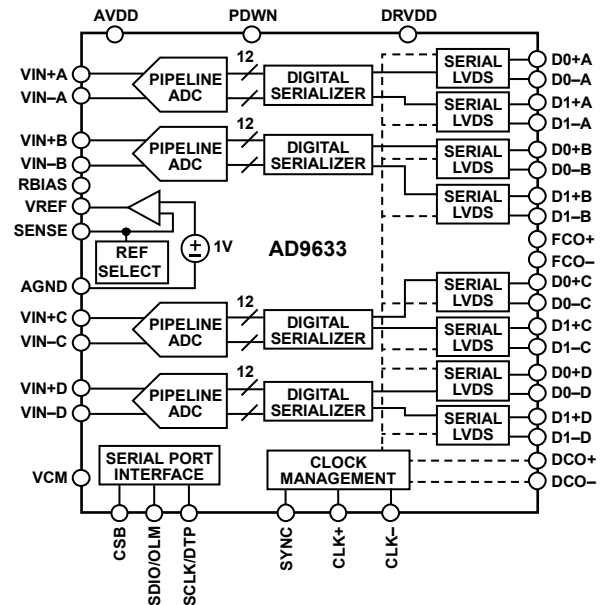 AVDD PDWN DRVDD
VIN+A
VIN–A
12
PIPELINE
ADC
DIGITAL
SERIALIZER
SERIAL
LVDS
D0+A
D0–A
SERIAL
LVDS
D1+A
D1–A
VIN+B
VIN–B
12
PIPELINE
ADC
DIGITAL
SERIALIZER
SERIAL
LVDS
D0+B
D0–B
SERIAL
LVDS
D1+B
D1–B
RBIAS
VREF
SENSE
REF
SELECT
1V
AGND
AD9633
FCO+
FCO–
VIN+C
VIN–C
12
PIPELINE
ADC
DIGITAL
SERIALIZER
SERIAL
LVDS
D0+C
D0–C
SERIAL
LVDS
D1+C
D1–C
VIN+D
VIN–D
12
PIPELINE
ADC
DIGITAL
SERIALIZER
SERIAL
LVDS
D0+D
D0–D
SERIAL
LVDS
D1+D
D1–D
VCM
SERIAL PORT
INTERFACE
CLOCK
MANAGEMENT
DCO+
DCO–
CSB
SDIO/OLM
SCLK/DTP
SYNC
CLK+
CLK–